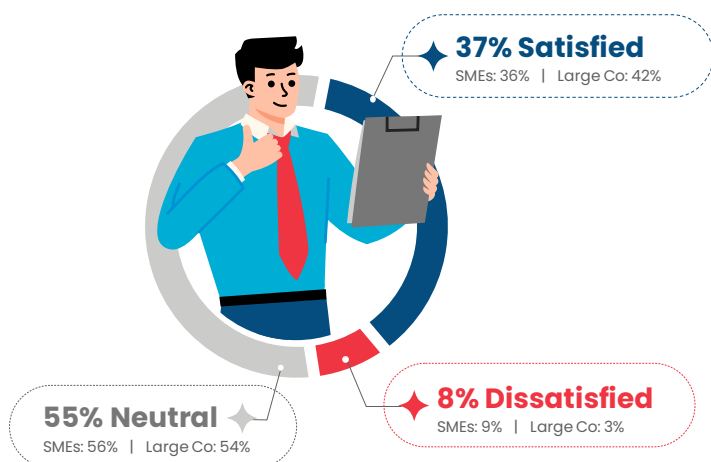 37% Satisfied
SMEs: 36% | Large Co: 42%
8% Dissatisfied
SMEs: 9% | Large Co: 3%
55% Neutral
SMEs: 56% | Large Co: 54%